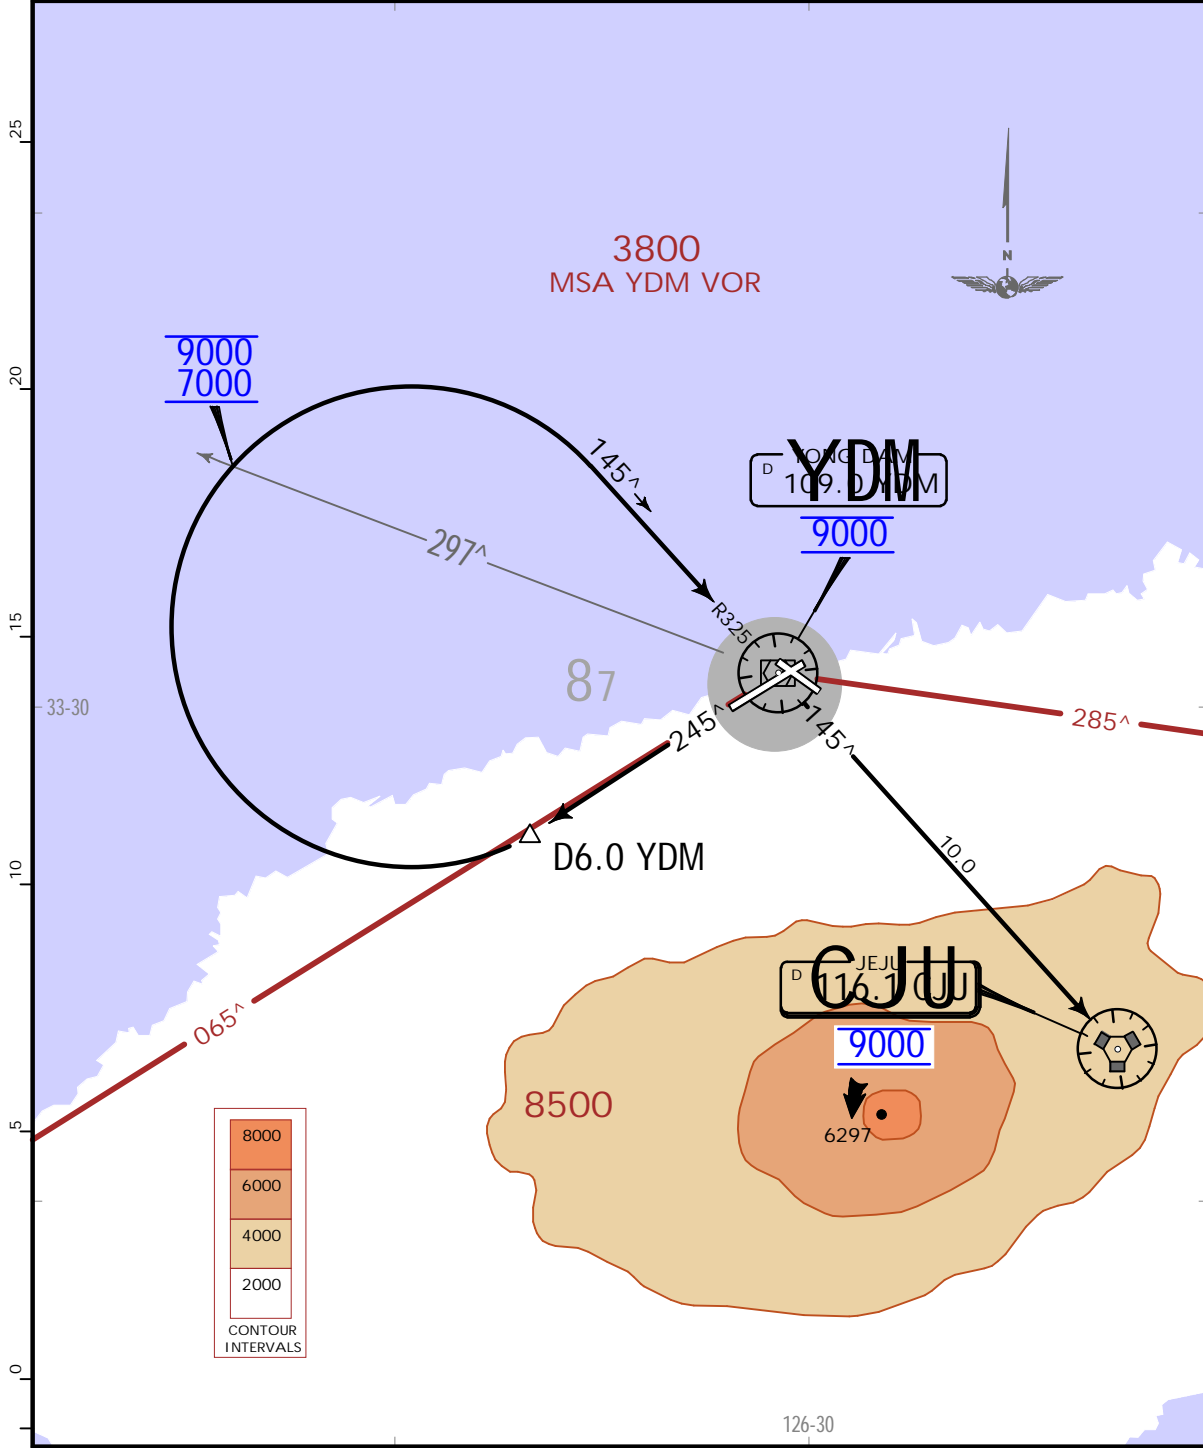 25
3800
MSA YDM VOR
N
9000
7000
20
145^
YDM
YONG DAM
D
109.0 YDM
9000
297^
R325
15
87
33-30
245^
145^
285^
D6.0 YDM
10.0
10
CJU
JEJU
D
116.1 CJU
065^
9000
8500
6297
5
8000
6000
4000
2000
CONTOUR
INTERVALS
0
126-30